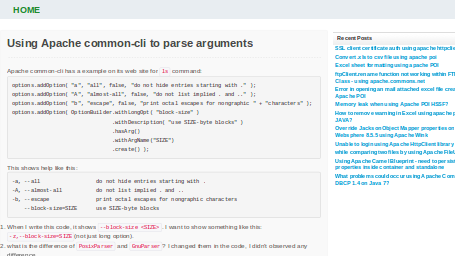 HOME
Using Apache common-cli to parse arguments
Apache common-cli has a example on its web site for ls command:
options.addOption( "a", "all", false, "do not hide entries starting with ." );
options.addOption( "A", "almost-all", false, "do not list implied . and .." );
options.addOption( "b", "escape", false, "print octal escapes for nongraphic " + "characters" );
options.addOption( OptionBuilder.withLongOpt( "block-size" )
.withDescription( "use SIZE-byte blocks" )
.hasArg()
.withArgName("SIZE")
.create() );
This shows help like this:
-a, --all do not hide entries starting with .
-A, --almost-all do not list implied . and ..
-b, --escape print octal escapes for nongraphic characters
--block-size=SIZE use SIZE-byte blocks
1. When I write this code, it shows --block-size <SIZE> . I want to show something like this:
-z,--block-size=SIZE (not just long option).
2. what is the difference of PosixParser and GnuParser ? I changed them in the code, I didn't observed any
difference.
Recent Posts
SSL client certificate auth using apache httpclie
Convert .xls to csv file using apache poi
Excel sheet formatting using apache POI
ftpClient.rename function not working within FTP
Class - using apache.commons.net
Error in opening an mail attached excel file crea
Apache POI
Memory leak when using Apache POI HSSF?
How to remove searming in Excel using apache p
JAVA?
Override Jacks on Object Mapper properties on
Websphere 8.5.5 using Apache Wink
Unable to login using Apache HttpClient library y
while comparing two files by using Apache FileU
Using Apache Camel Blueprint - need to persis
properties inside container and standalone
What problems could occur using Apache Com
DBCP 1.4 on Java 7?